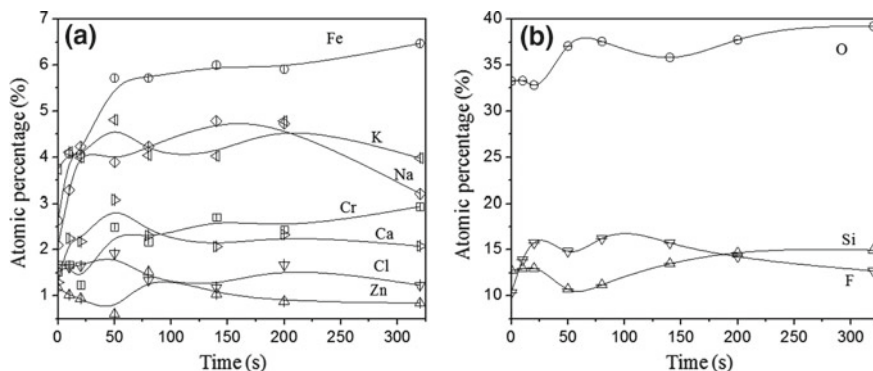 (a)
Fe
K
Na
Cr
Ca
Cl
Zn
Atomic percentage (%)
7
6
5
4
3
2
1
0 50 100 150 200 250 300
Time (s)
(b)
O
Si
F
Atomic percentage (%)
40
35
30
25
20
15
10
0 50 100 150 200 250 300
Time (s)